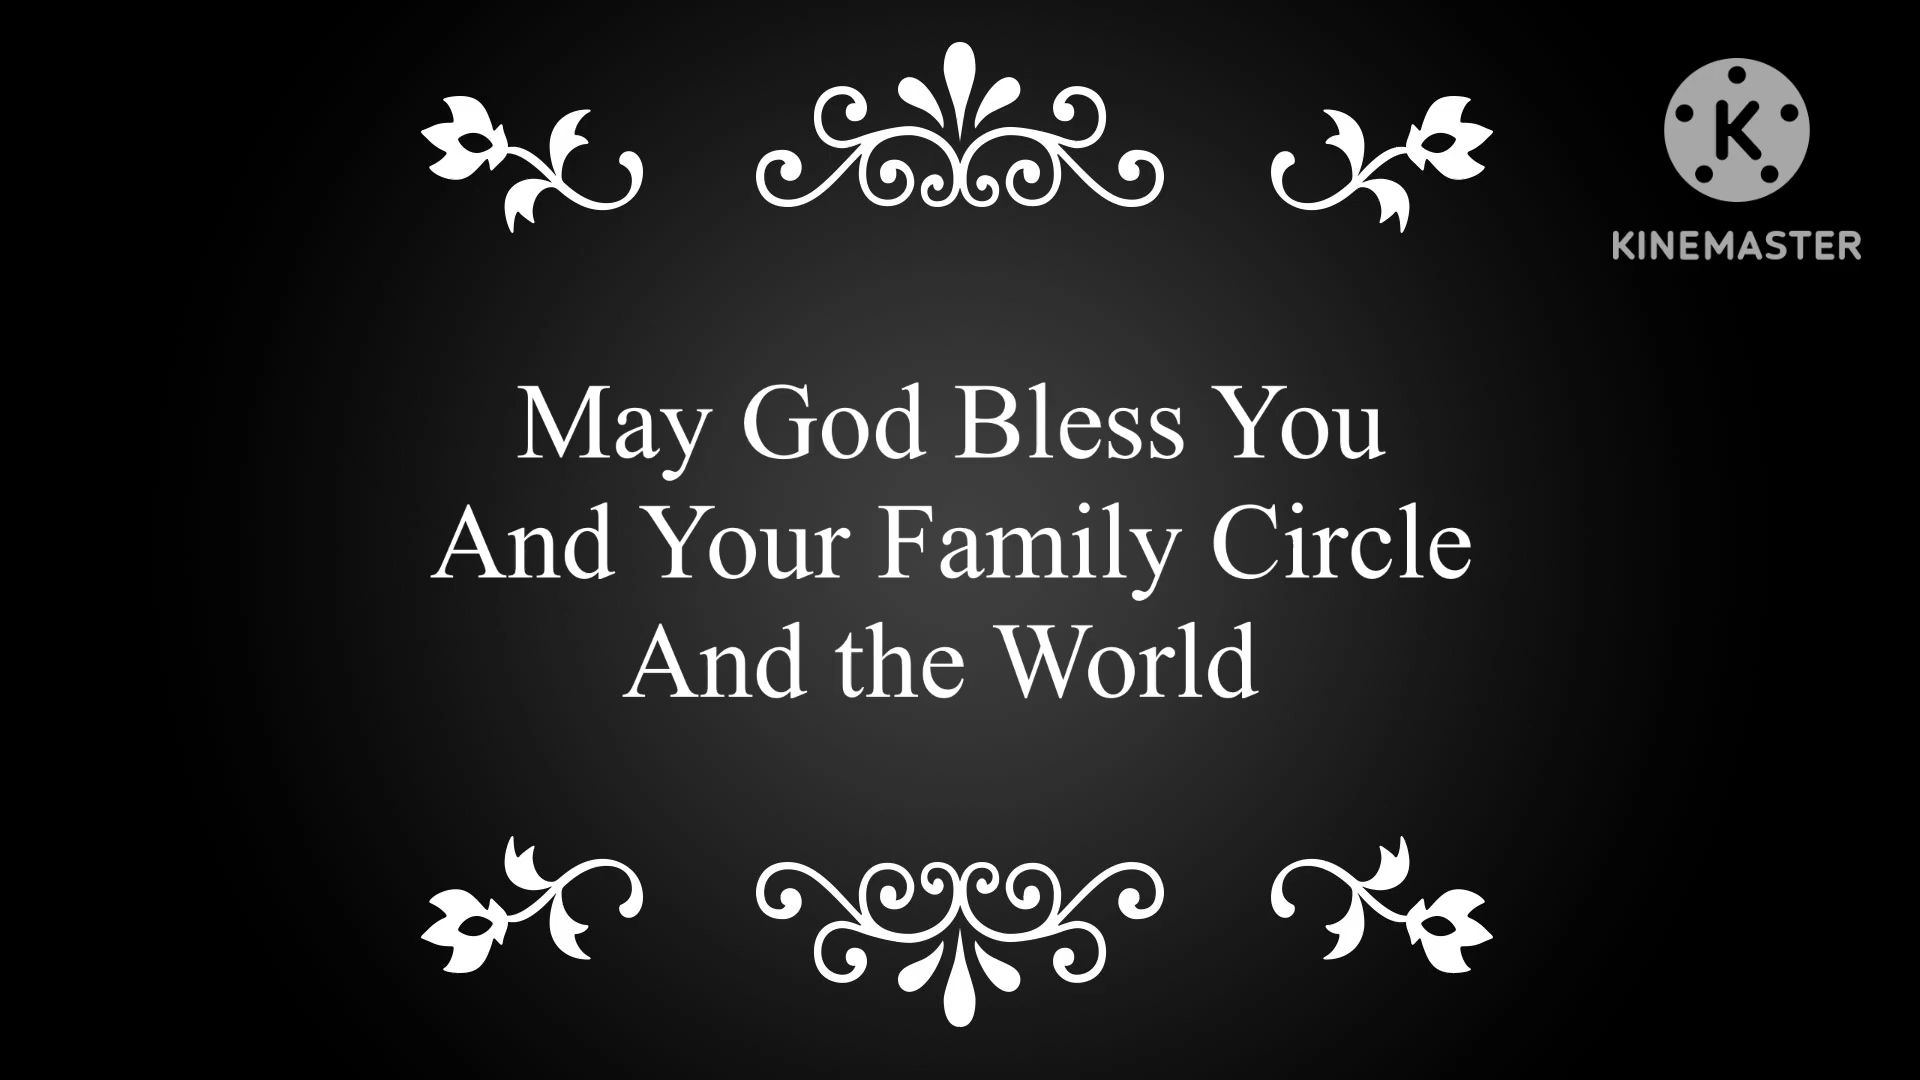 K
KINEMASTER
May God Bless You
And Your Family Circle
And the World